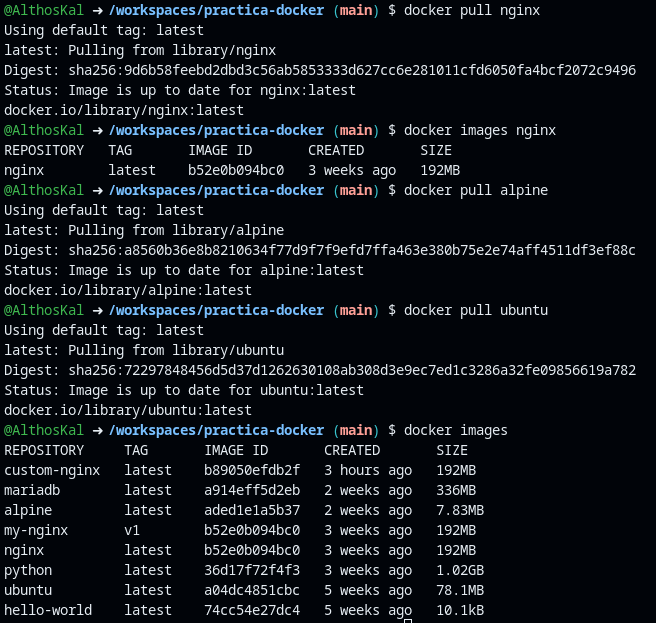 @AlthosKal ➜ /workspaces/practica-docker (main) $ docker pull nginx
Using default tag: latest
latest: Pulling from library/nginx
Digest: sha256:9d6b58feebd2dbd3c56ab5853333d627cc6e281011cfd6050fa4bcf2072c9496
Status: Image is up to date for nginx:latest
docker.io/library/nginx:latest
@AlthosKal ➜ /workspaces/practica-docker (main) $ docker images nginx
REPOSITORY   TAG       IMAGE ID       CREATED       SIZE
nginx        latest    b52e0b094bc0   3 weeks ago   192MB
@AlthosKal ➜ /workspaces/practica-docker (main) $ docker pull alpine
Using default tag: latest
latest: Pulling from library/alpine
Digest: sha256:a8560b36e8b8210634f77d9f7f9efd7ffa463e380b75e2e74aff4511df3ef88c
Status: Image is up to date for alpine:latest
docker.io/library/alpine:latest
@AlthosKal ➜ /workspaces/practica-docker (main) $ docker pull ubuntu
Using default tag: latest
latest: Pulling from library/ubuntu
Digest: sha256:72297848456d5d37d1262630108ab308d3e9ec7ed1c3286a32fe09856619a782
Status: Image is up to date for ubuntu:latest
docker.io/library/ubuntu:latest
@AlthosKal ➜ /workspaces/practica-docker (main) $ docker images
REPOSITORY     TAG       IMAGE ID       CREATED       SIZE
custom-nginx   latest    b89050efdb2f   3 hours ago   192MB
mariadb        latest    a914eff5d2eb   2 weeks ago   336MB
alpine         latest    aded1e1a5b37   2 weeks ago   7.83MB
my-nginx       v1        b52e0b094bc0   3 weeks ago   192MB
nginx          latest    b52e0b094bc0   3 weeks ago   192MB
python         latest    36d17f72f4f3   3 weeks ago   1.02GB
ubuntu         latest    a04dc4851cbc   5 weeks ago   78.1MB
hello-world    latest    74cc54e27dc4   5 weeks ago   10.1kB